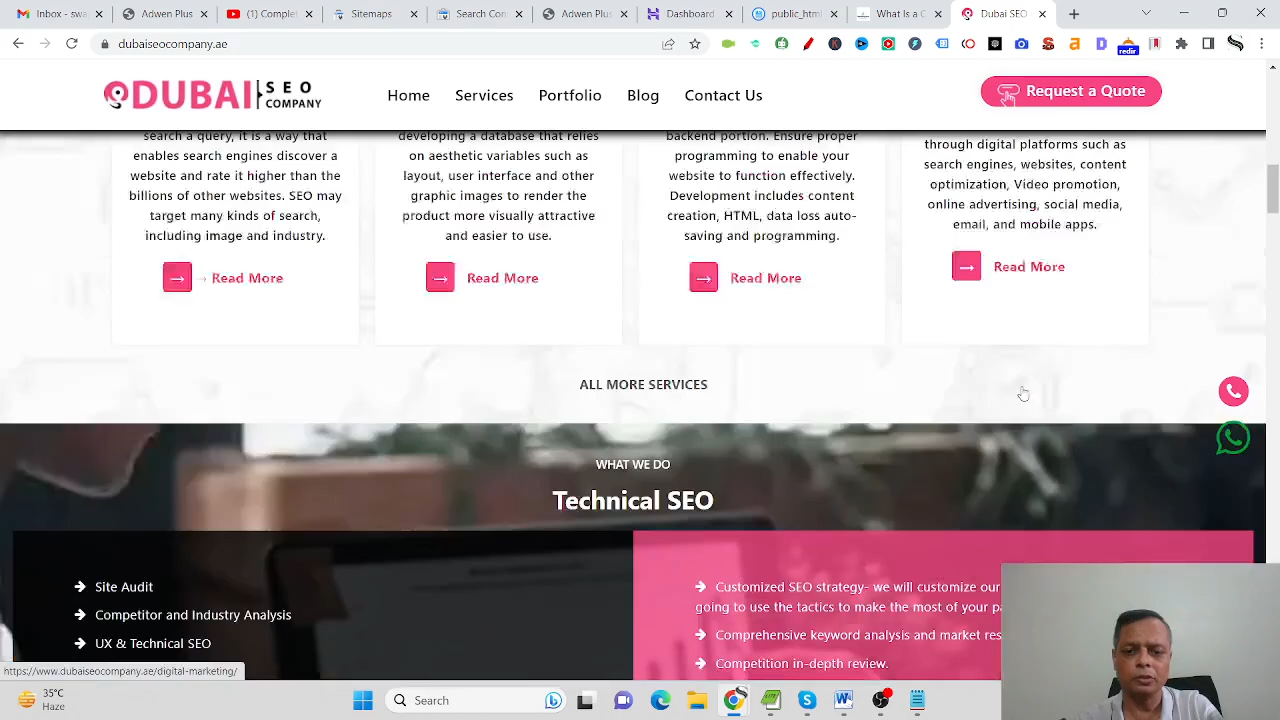 Inbox - swa
(1) Complet
Sitemaps
Search Con
Adwen Plus
Dashboard
public_html
What Is a C
Dubai SEO
dubaiseocompany.ae
redir
DUBAI SEO COMPANY
Home
Services
Portfolio
Blog
Contact Us
Request a Quote
search a query, it is a way that
enables search engines discover a
website and rate it higher than the
billions of other websites. SEO may
target many kinds of search,
including image and industry.
→ Read More
developing a database that relies
on aesthetic variables such as
layout, user interface and other
graphic images to render the
product more visually attractive
and easier to use.
Read More
backend portion. Ensure proper
programming to enable your
website to function effectively.
Development includes content
creation, HTML, data loss auto-
saving and programming.
Read More
through digital platforms such as
search engines, websites, content
optimization, Video promotion,
online advertising, social media,
email, and mobile apps.
Read More
ALL MORE SERVICES
WHAT WE DO
Technical SEO
Site Audit
Competitor and Industry Analysis
UX & Technical SEO
Customized SEO strategy- we will customize our
going to use the tactics to make the most of your pa
Comprehensive keyword analysis and market res
Competition in-depth review.
https://www.dubaiseocompany.ae/digital-marketing/
35°C
Haze
Search